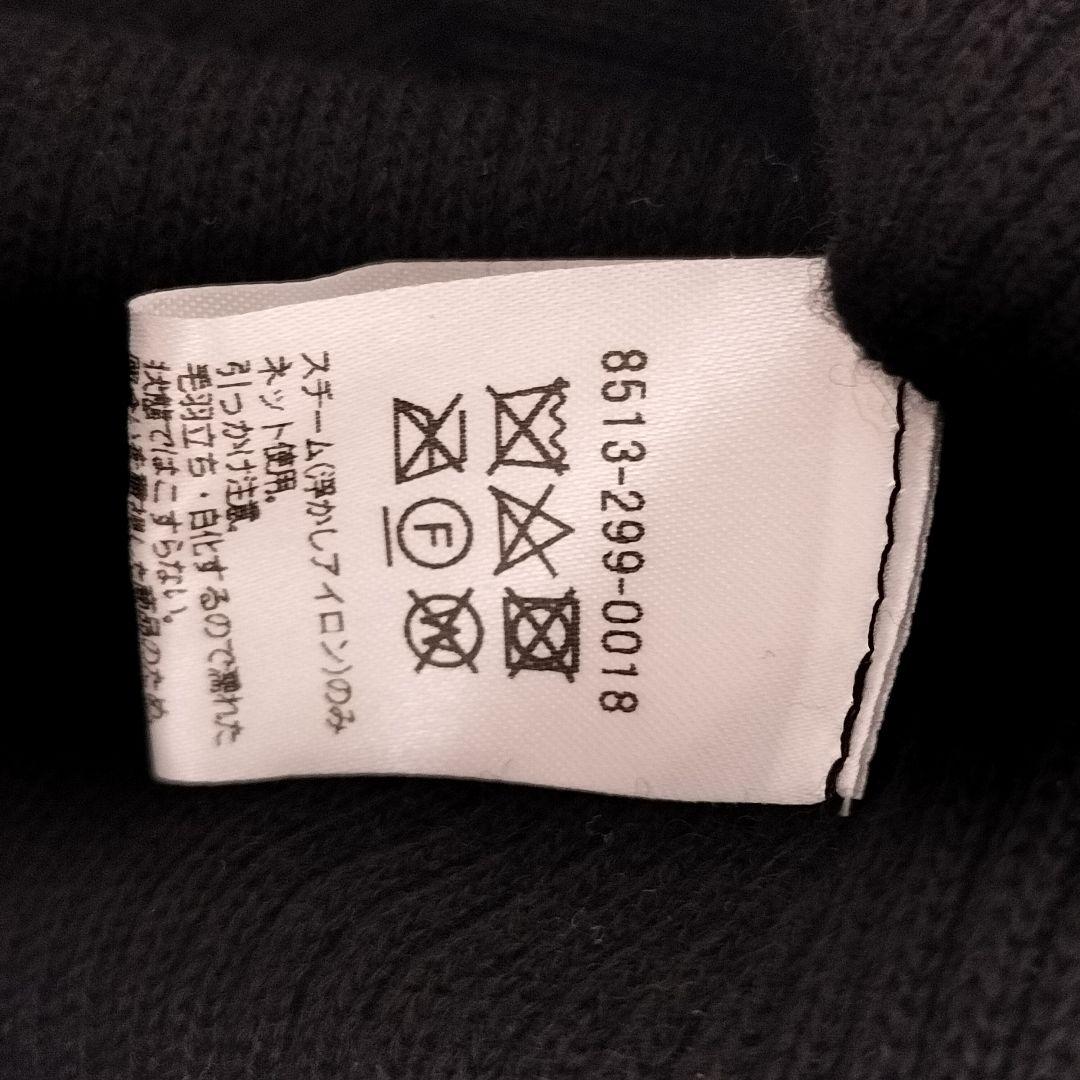 8513-299-0018
F
W
スチーム(浮かしアイロン)のみ
ネット使用。
引っかけ注意。
毛羽立ち・白化するので濡れた
状態ではこすらない。